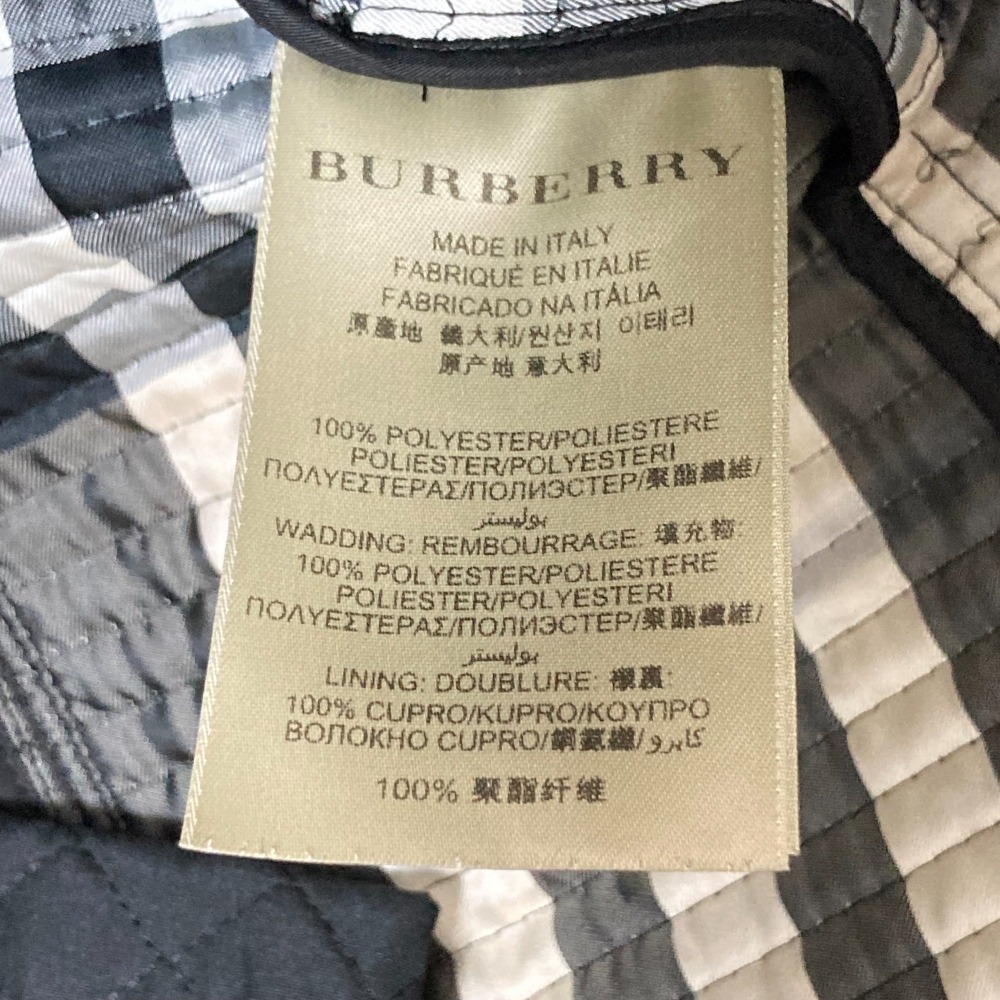 BURBERRY
MADE IN ITALY
FABRIQUÉ EN ITALIE
FABRICADO NA ITÁLIA
原產地 義大利/원산지 이태리
原产地 意大利
100% POLYESTER/POLIESTERE
POLIESTER/POLYESTERI
ΠΟΛΥΕΣΤΕΡΑΣ/ПОЛИЭСТЕР/聚酯纖維/
بوليستر
WADDING: REMBOURRAGE: 填充物:
100% POLYESTER/POLIESTERE
POLIESTER/POLYESTERI
ΠΟΛΥΕΣΤΕΡΑΣ/ПОЛИЭСТЕР/聚酯纖維/
بوليستر
LINING: DOUBLURE: 襯裏:
100% CUPRO/KUPRO/ΚΟΥΠΡΟ
ВОЛОКНО CUPRO/銅氨纖/كابرو
100% 聚酯纤维